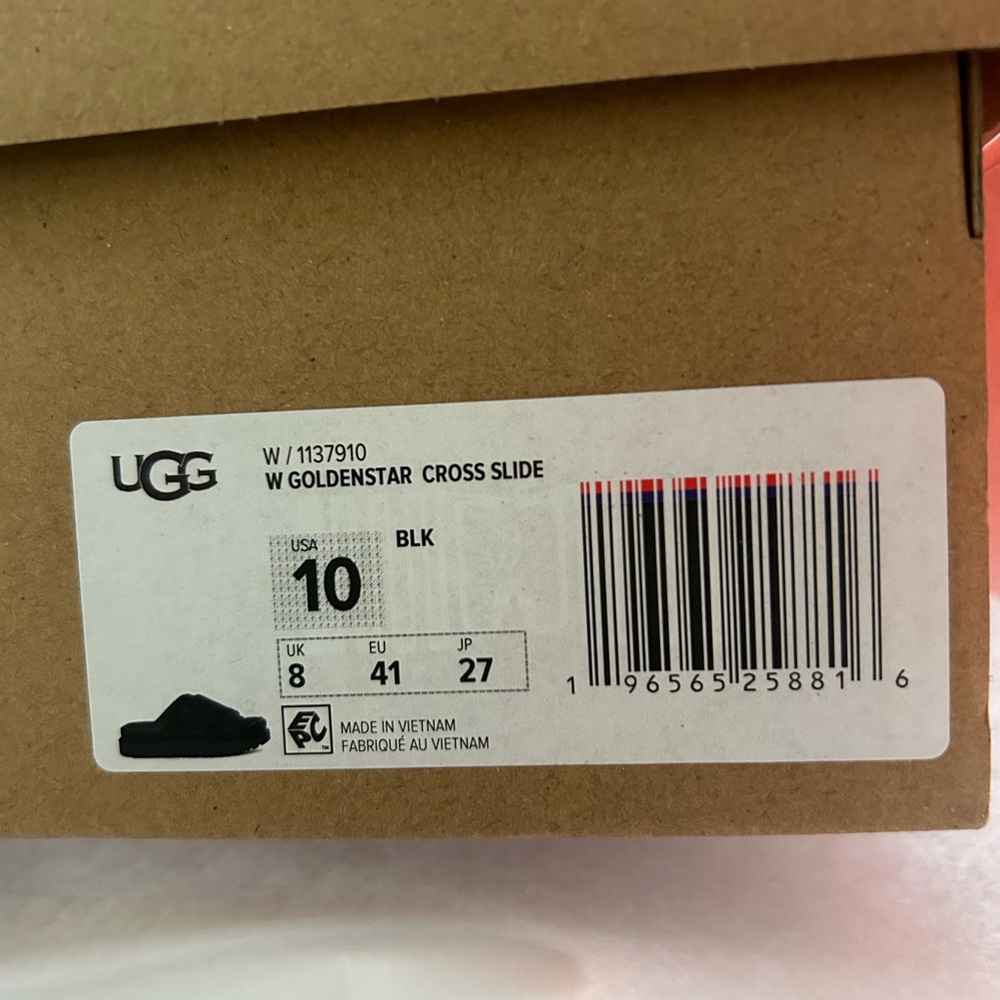 UGG
W / 1137910
W GOLDENSTAR CROSS SLIDE
USA
10
BLK
UK EU JP
8 41 27
EPC™
MADE IN VIETNAM
FABRIQUÉ AU VIETNAM
1 96565 25881 6